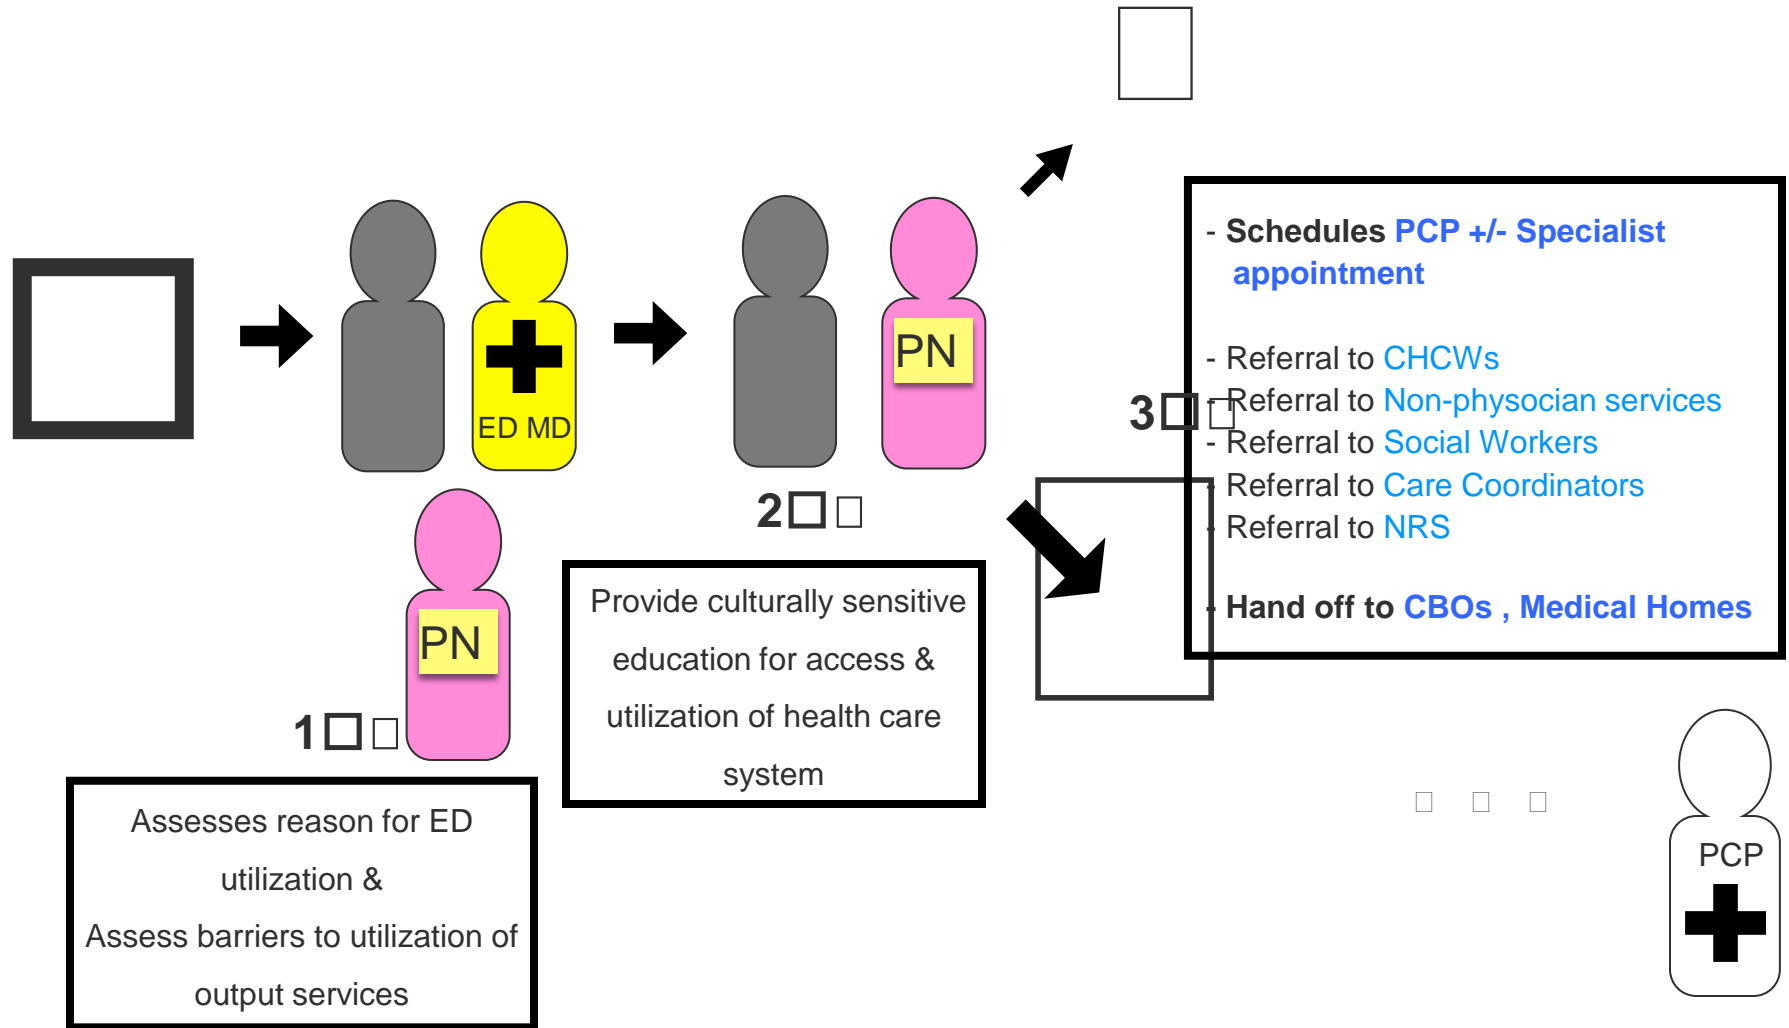 ED MD
PN
1
Assesses reason for ED
utilization &
Assess barriers to utilization of
output services
PN
2
Provide culturally sensitive
education for access &
utilization of health care
system
3
- Schedules PCP +/- Specialist
appointment
- Referral to CHCWs
- Referral to Non-physocian services
- Referral to Social Workers
- Referral to Care Coordinators
- Referral to NRS
- Hand off to CBOs , Medical Homes
PCP